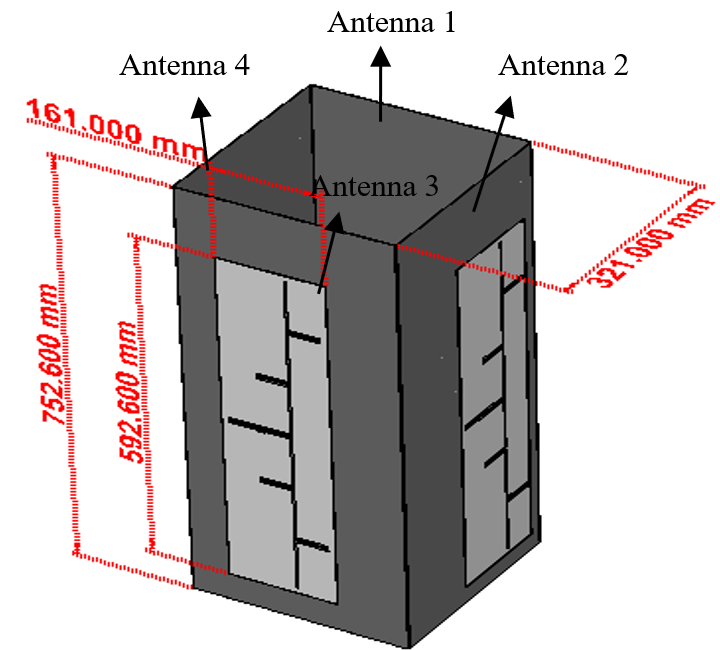 Antenna 1
Antenna 4
Antenna 2
161.000 mm
Antenna 3
321.000 mm
752.600 mm
592.600 mm